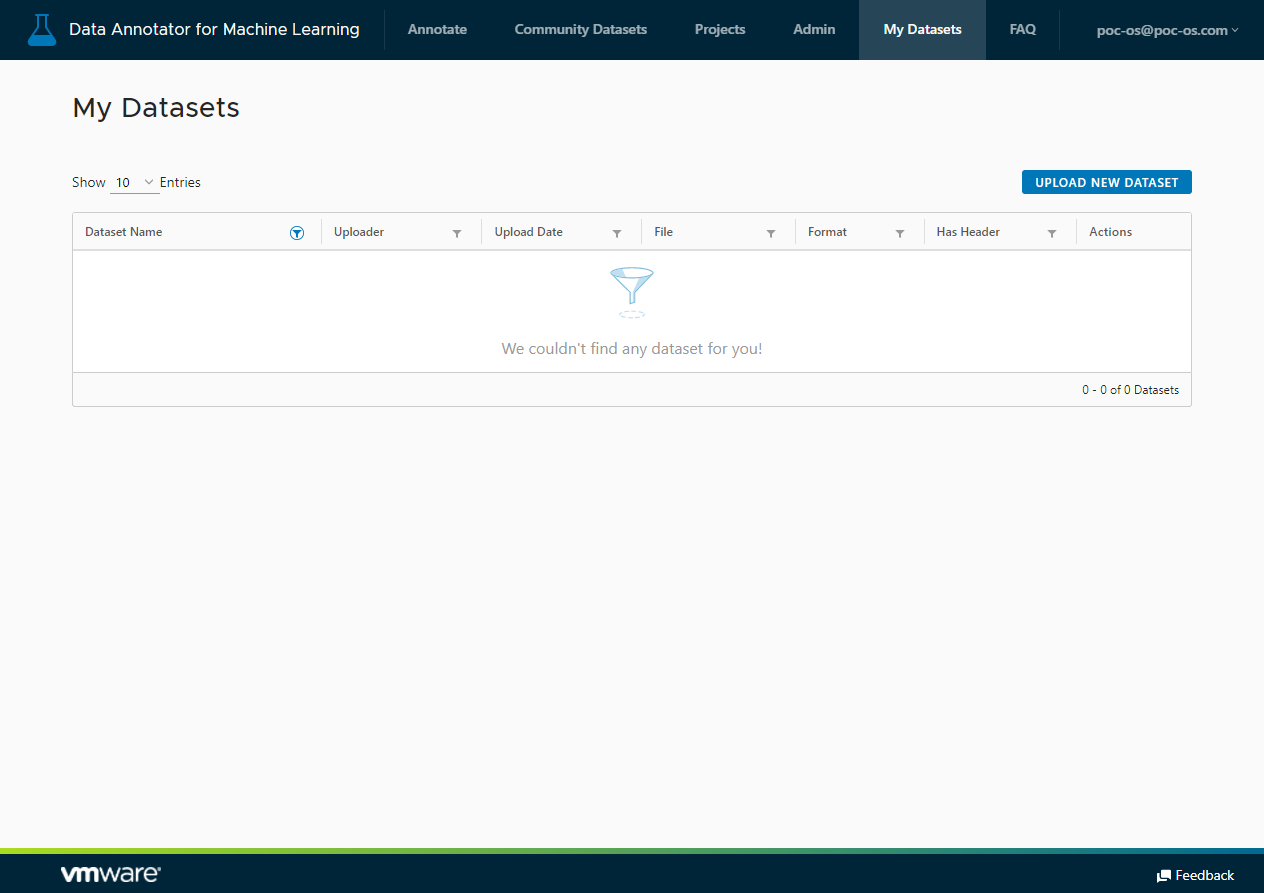 Data Annotator for Machine Learning
Annotate
Community Datasets
Projects
Admin
My Datasets
FAQ
poc-os@poc-os.com
My Datasets
Show 10 Entries
UPLOAD NEW DATASET
Dataset Name
Uploader
Upload Date
File
Format
Has Header
Actions
We couldn't find any dataset for you!
0 - 0 of 0 Datasets
vmware®
Feedback